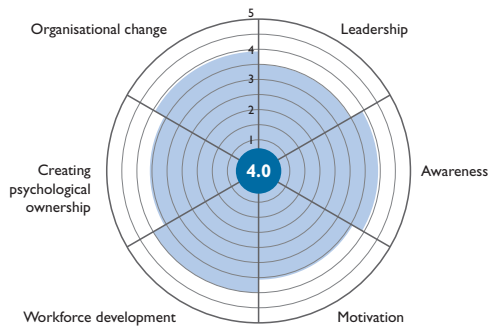 5
Organisational change
Leadership
4
3
2
1
Creating
psychological
ownership
4.0
Awareness
Workforce development
Motivation